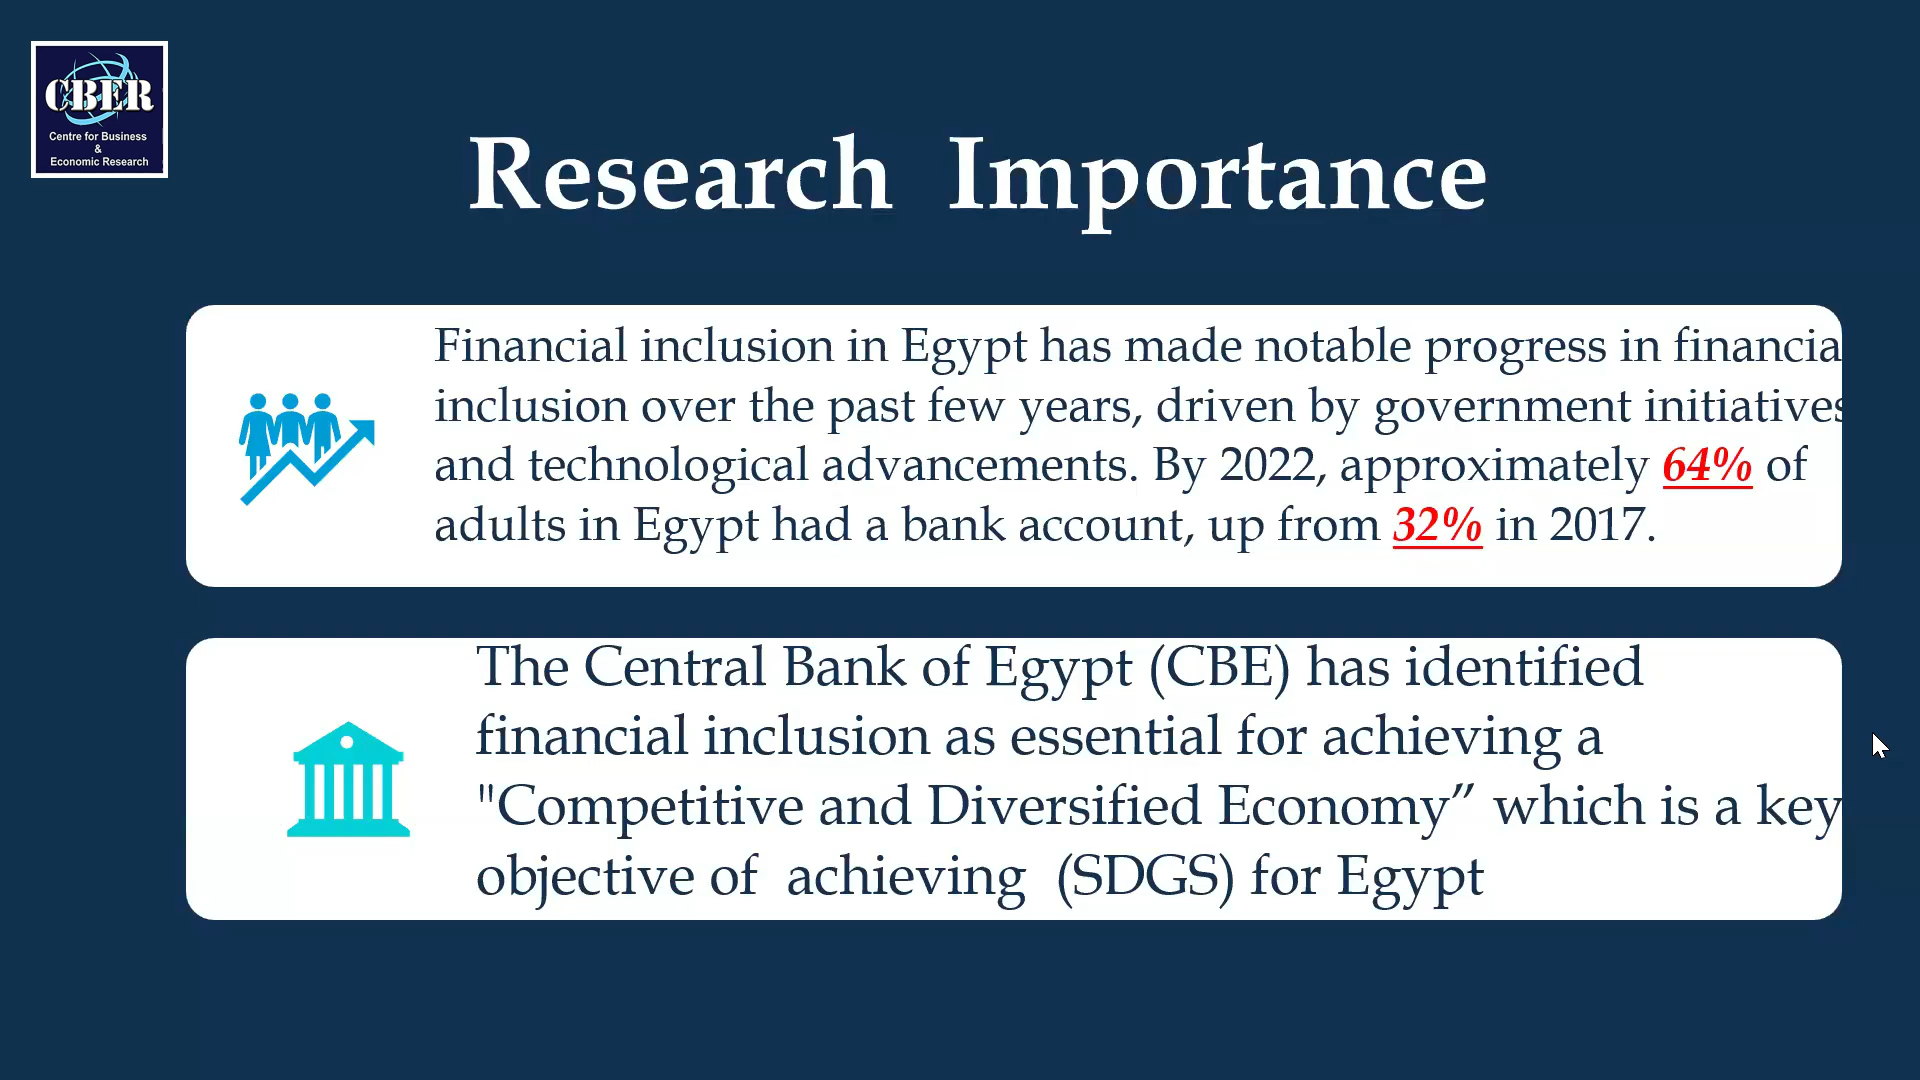 CBER
Centre for Business
&
Economic Research
Research Importance
Financial inclusion in Egypt has made notable progress in financia
inclusion over the past few years, driven by government initiatives
and technological advancements. By 2022, approximately 64% of
adults in Egypt had a bank account, up from 32% in 2017.
The Central Bank of Egypt (CBE) has identified
financial inclusion as essential for achieving a
"Competitive and Diversified Economy” which is a key
objective of achieving (SDGS) for Egypt